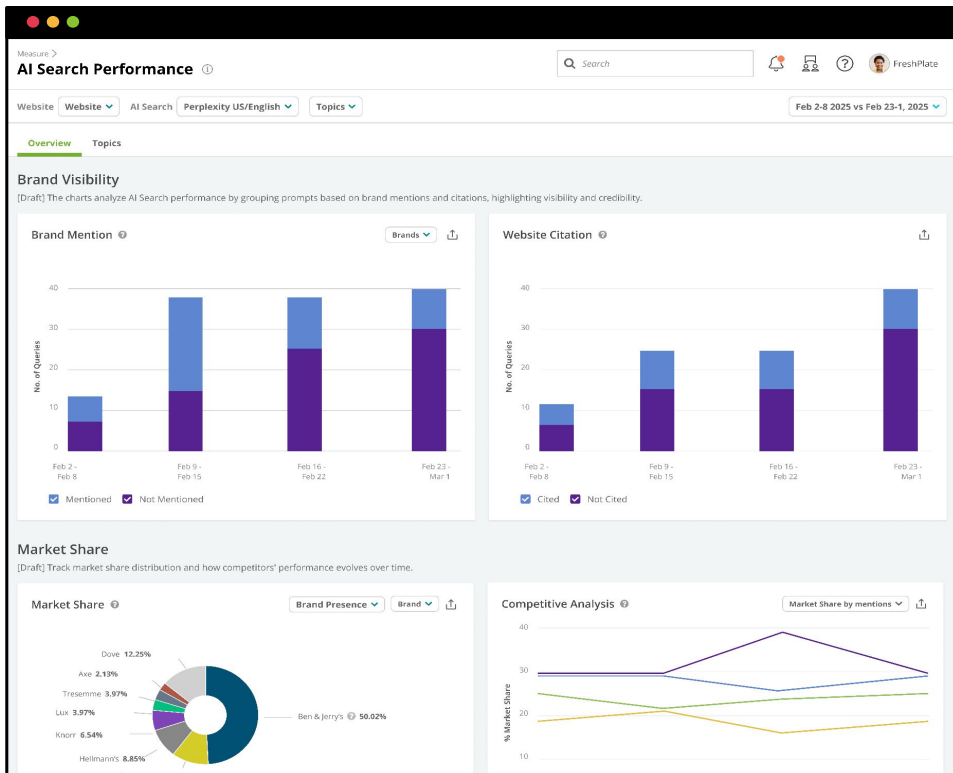 Measure >
AI Search Performance
Search
FreshPlate
Website Website AI Search Perplexity US/English Topics
Feb 2-8 2025 vs Feb 23-1, 2025
Overview Topics
Brand Visibility
[Draft] The charts analyze AI Search performance by grouping prompts based on brand mentions and citations, highlighting visibility and credibility.
Brand Mention
Brands
40
30
20
10
0
No. of Queries
Feb 2 -
Feb 8
Feb 9 -
Feb 15
Feb 16 -
Feb 22
Feb 23 -
Mar 1
Mentioned Not Mentioned
Website Citation
40
30
20
10
0
No. of Queries
Feb 2 -
Feb 8
Feb 9 -
Feb 15
Feb 16 -
Feb 22
Feb 23 -
Mar 1
Cited Not Cited
Market Share
[Draft] Track market share distribution and how competitors' performance evolves over time.
Market Share
Brand Presence Brand
Dove 12.25%
Axe 2.13%
Tresemme 3.97%
Lux 3.97%
Knorr 6.54%
Hellmann's 8.85%
Ben & Jerry's 50.02%
Competitive Analysis
Market Share by mentions
40
30
20
10
% Market Share